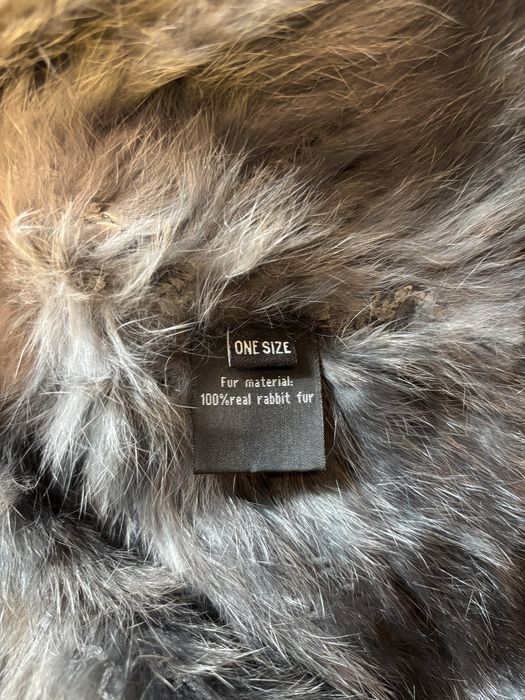 ONE SIZE
Fur material:
100%real rabbit fur